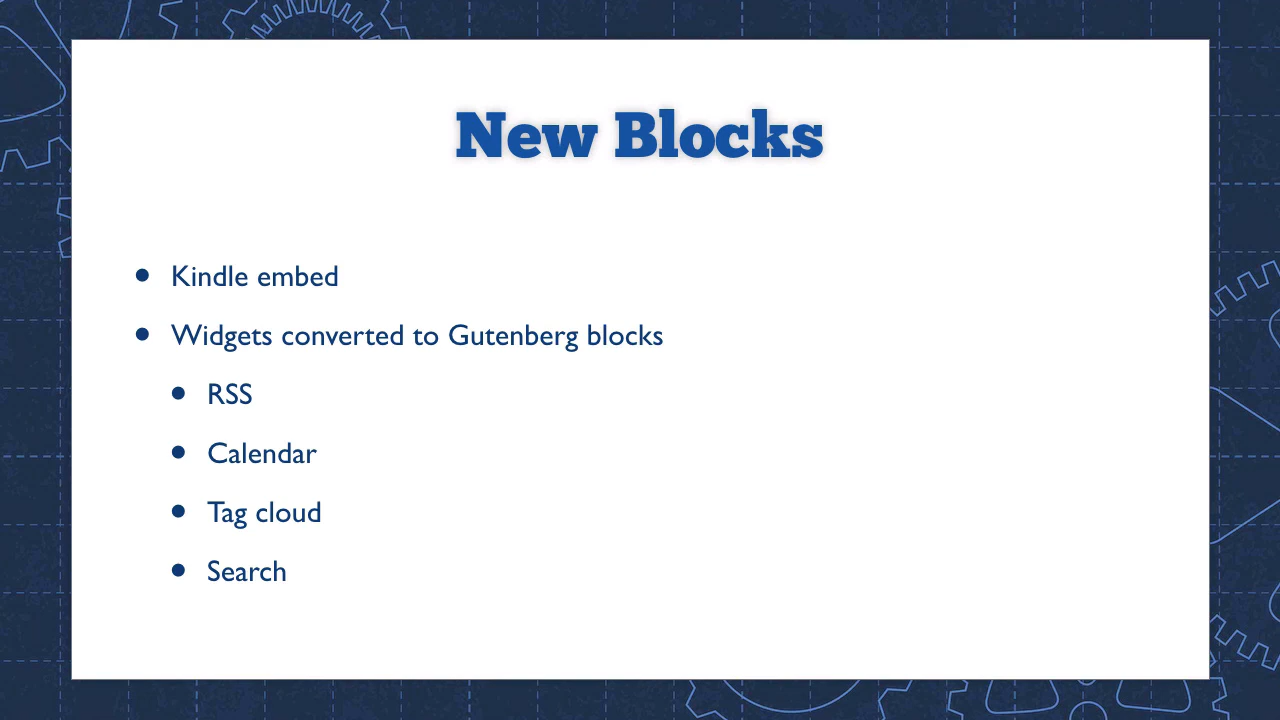 New Blocks
Kindle embed
Widgets converted to Gutenberg blocks
RSS
Calendar
Tag cloud
Search